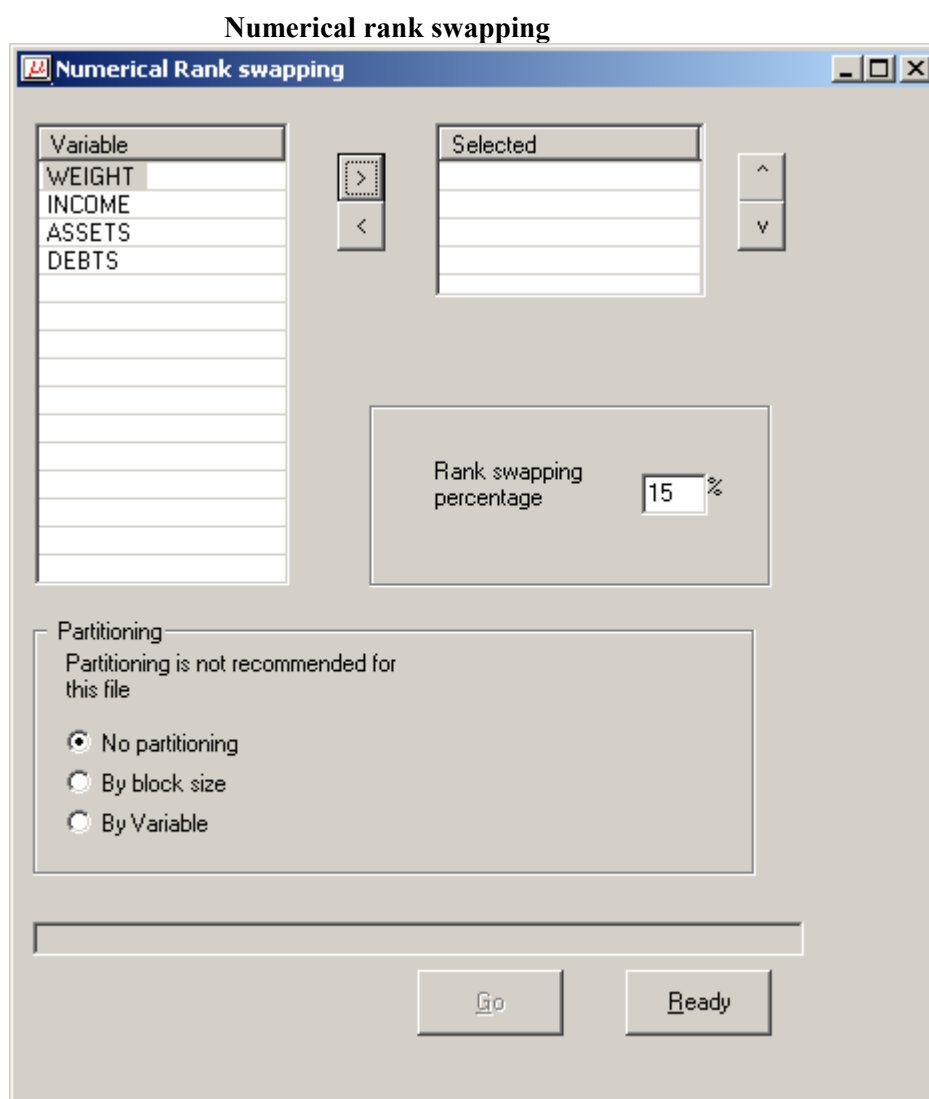 Numerical rank swapping
μ Numerical Rank swapping
Variable
WEIGHT
INCOME
ASSETS
DEBTS
>
<
Selected
^
v
Rank swapping
percentage
15 %
Partitioning
Partitioning is not recommended for
this file
No partitioning
By block size
By Variable
Go
Ready